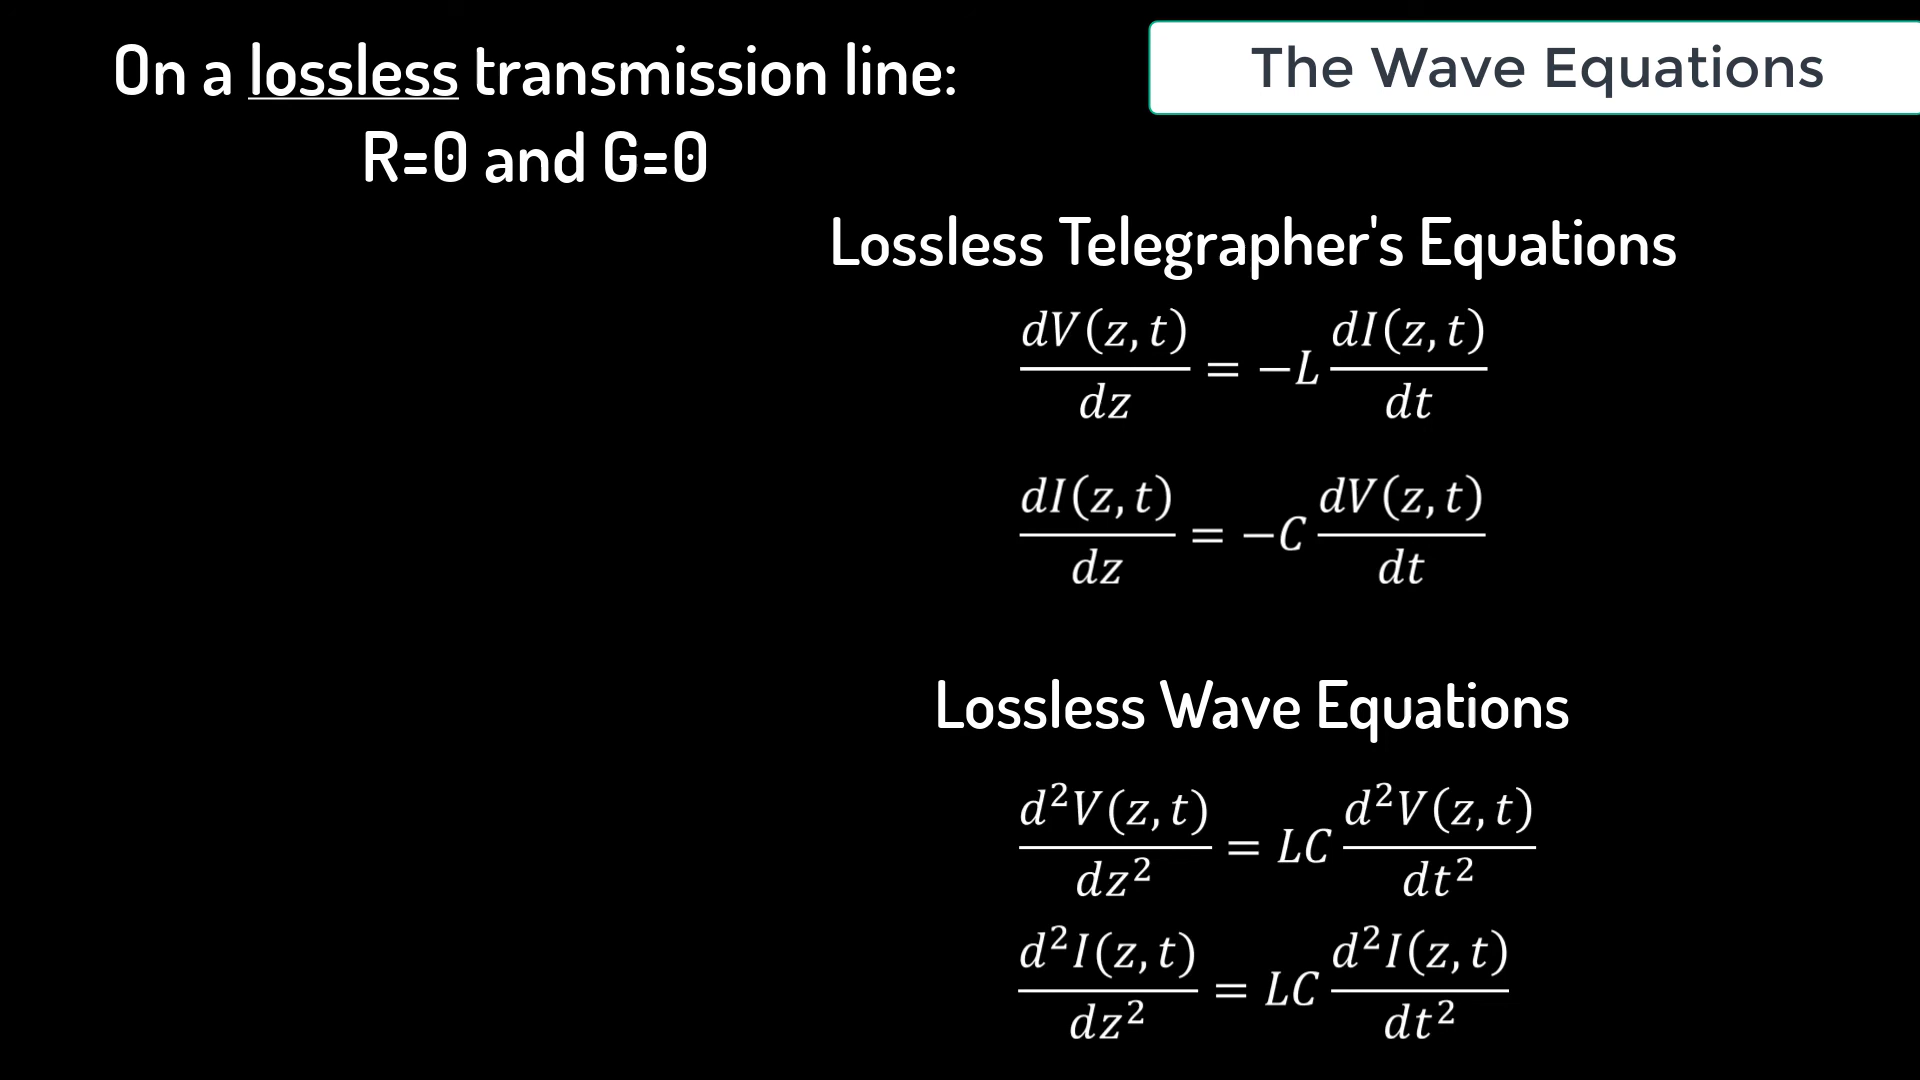 On a lossless transmission line:
R=0 and G=0
The Wave Equations
Lossless Telegrapher's Equations
dV(z,t)/dz = −L dI(z,t)/dt
dI(z,t)/dz = −C dV(z,t)/dt
Lossless Wave Equations
d²V(z,t)/dz² = LC d²V(z,t)/dt²
d²I(z,t)/dz² = LC d²I(z,t)/dt²